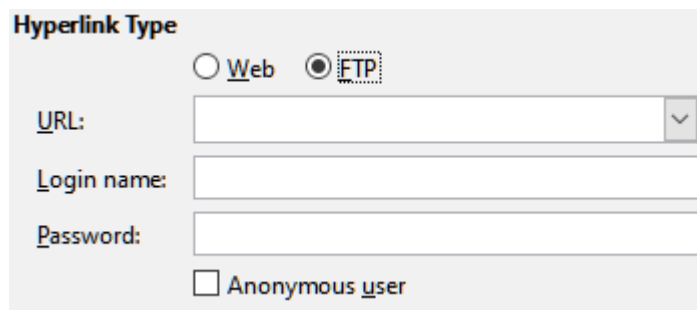 Hyperlink Type
Web FTP
URL:
Login name:
Password:
Anonymous user